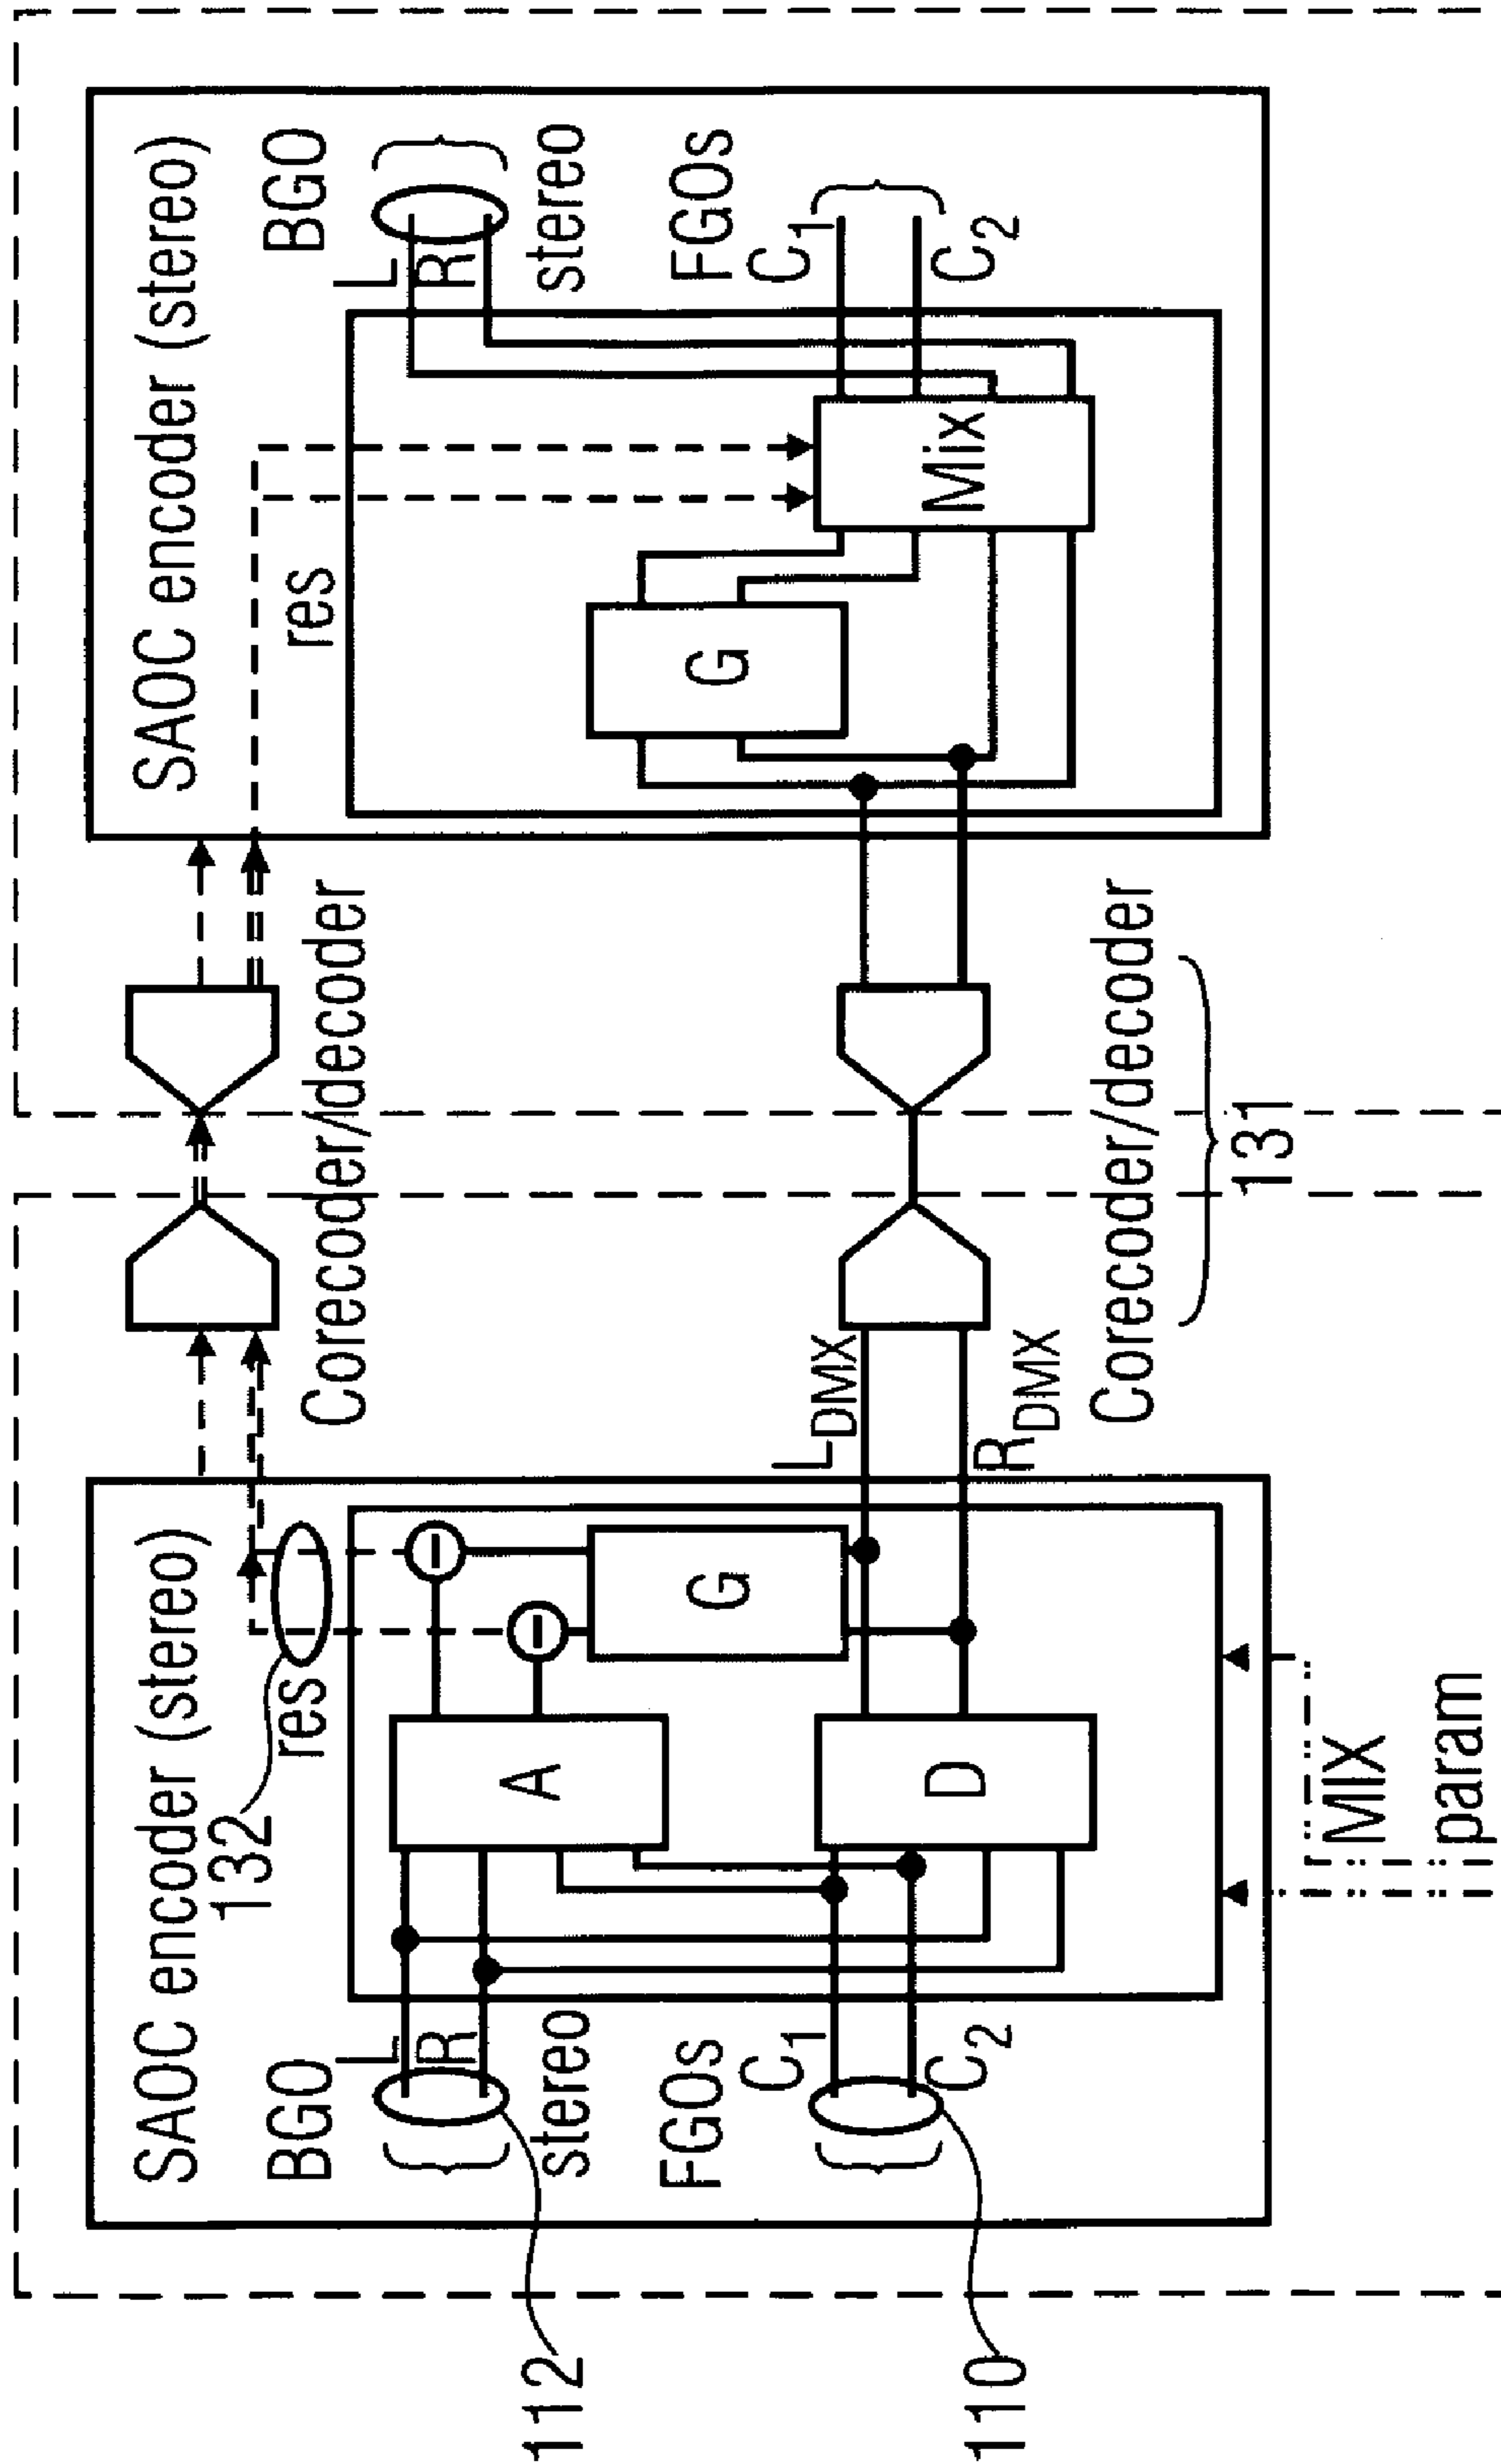 SAOC encoder (stereo)
132
res
BGO
L
R
stereo
FGOs
C1
C2
A
G
D
LDMX
RDMX
MIX
param
112
110
Corecoder/decoder
Corecoder/decoder
131
SAOC encoder (stereo)
res
BGO
L
R
stereo
FGOs
C1
C2
G
Mix